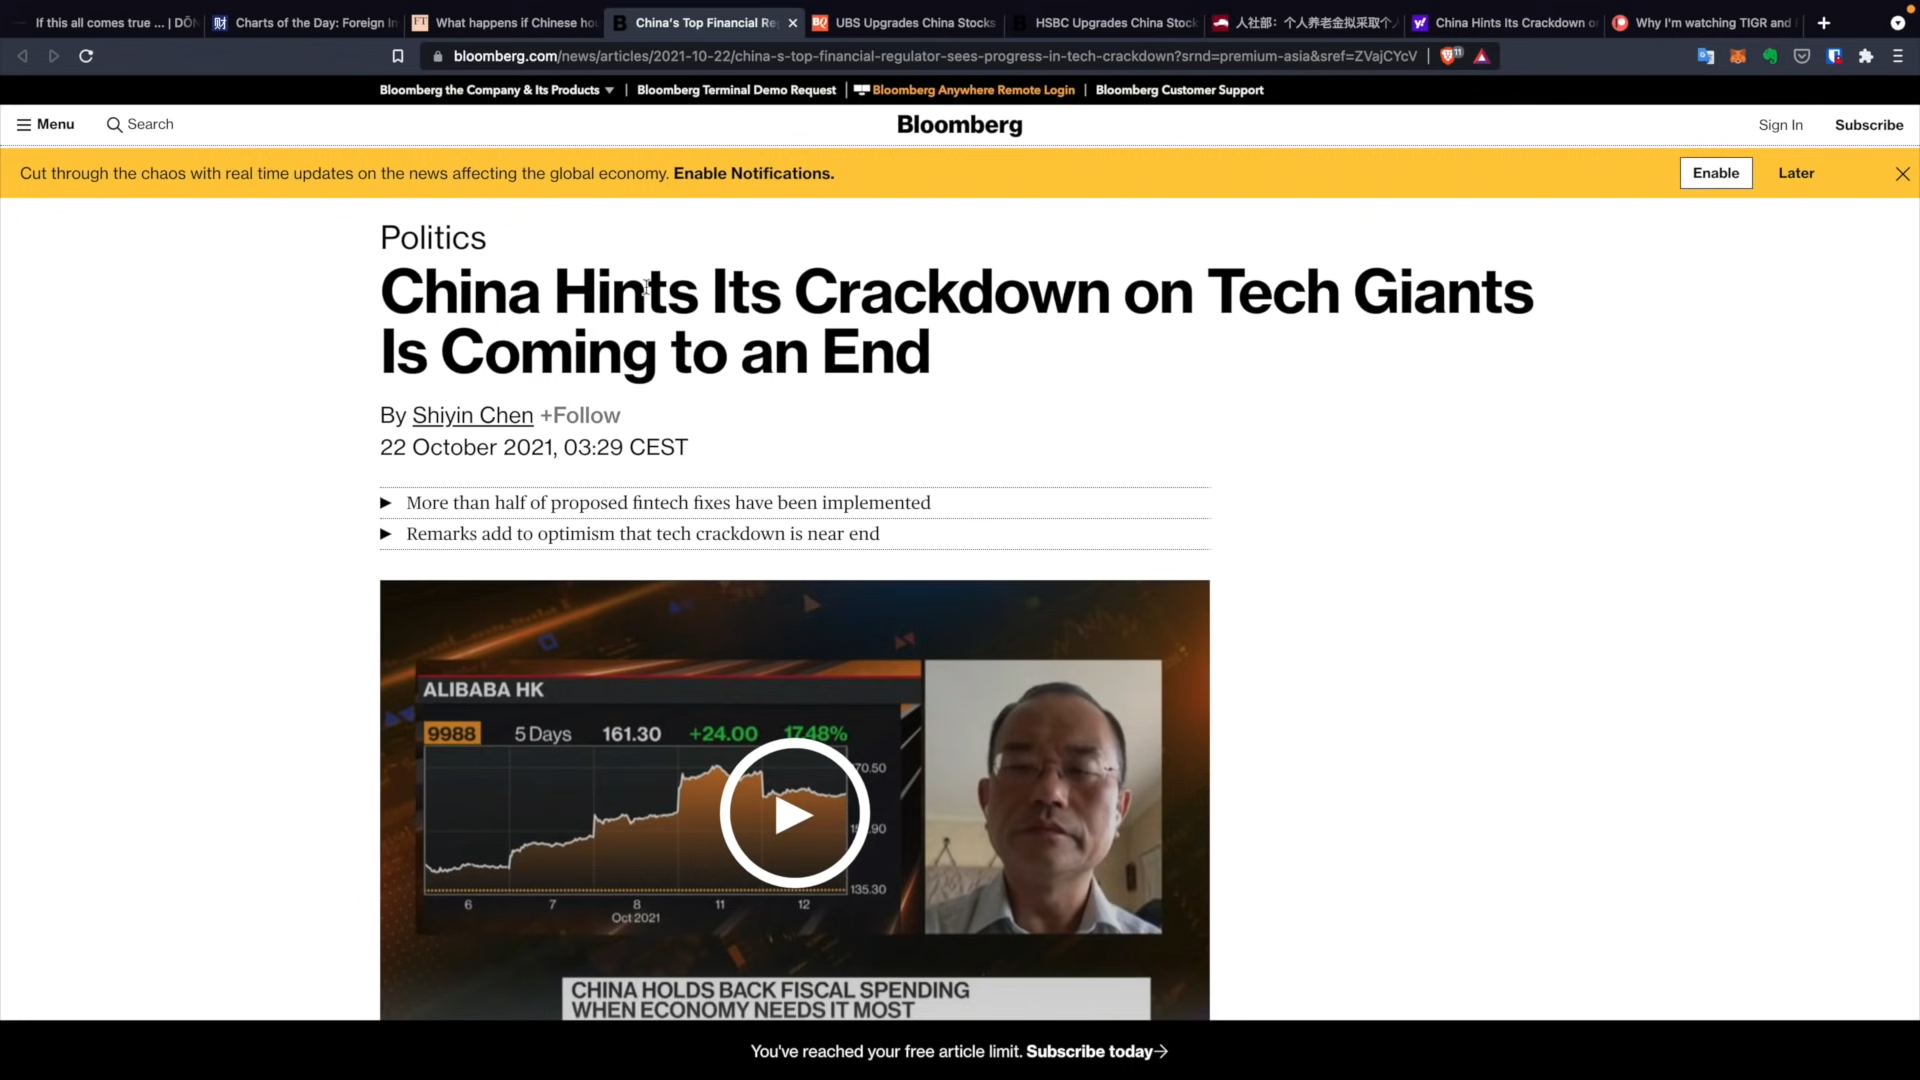 If this all comes true ... | DŌN
Charts of the Day: Foreign In
What happens if Chinese hou
China's Top Financial Re
UBS Upgrades China Stocks
HSBC Upgrades China Stock
人社部：个人养老金拟采取个人
China Hints Its Crackdown or
Why I'm watching TIGR and
bloomberg.com/news/articles/2021-10-22/china-s-top-financial-regulator-sees-progress-in-tech-crackdown?srnd=premium-asia&sref=ZVajCYcV
11
Bloomberg the Company & Its Products
Bloomberg Terminal Demo Request
Bloomberg Anywhere Remote Login
Bloomberg Customer Support
Menu
Search
Bloomberg
Sign In
Subscribe
Cut through the chaos with real time updates on the news affecting the global economy. Enable Notifications.
Enable
Later
Politics
China Hints Its Crackdown on Tech Giants
Is Coming to an End
By Shiyin Chen +Follow
22 October 2021, 03:29 CEST
More than half of proposed fintech fixes have been implemented
Remarks add to optimism that tech crackdown is near end
ALIBABA HK
9988 5 Days 161.30 +24.00 17.48%
70.50
135.30
6 7 8 11 12
Oct 2021
CHINA HOLDS BACK FISCAL SPENDING
WHEN ECONOMY NEEDS IT MOST
You've reached your free article limit. Subscribe today